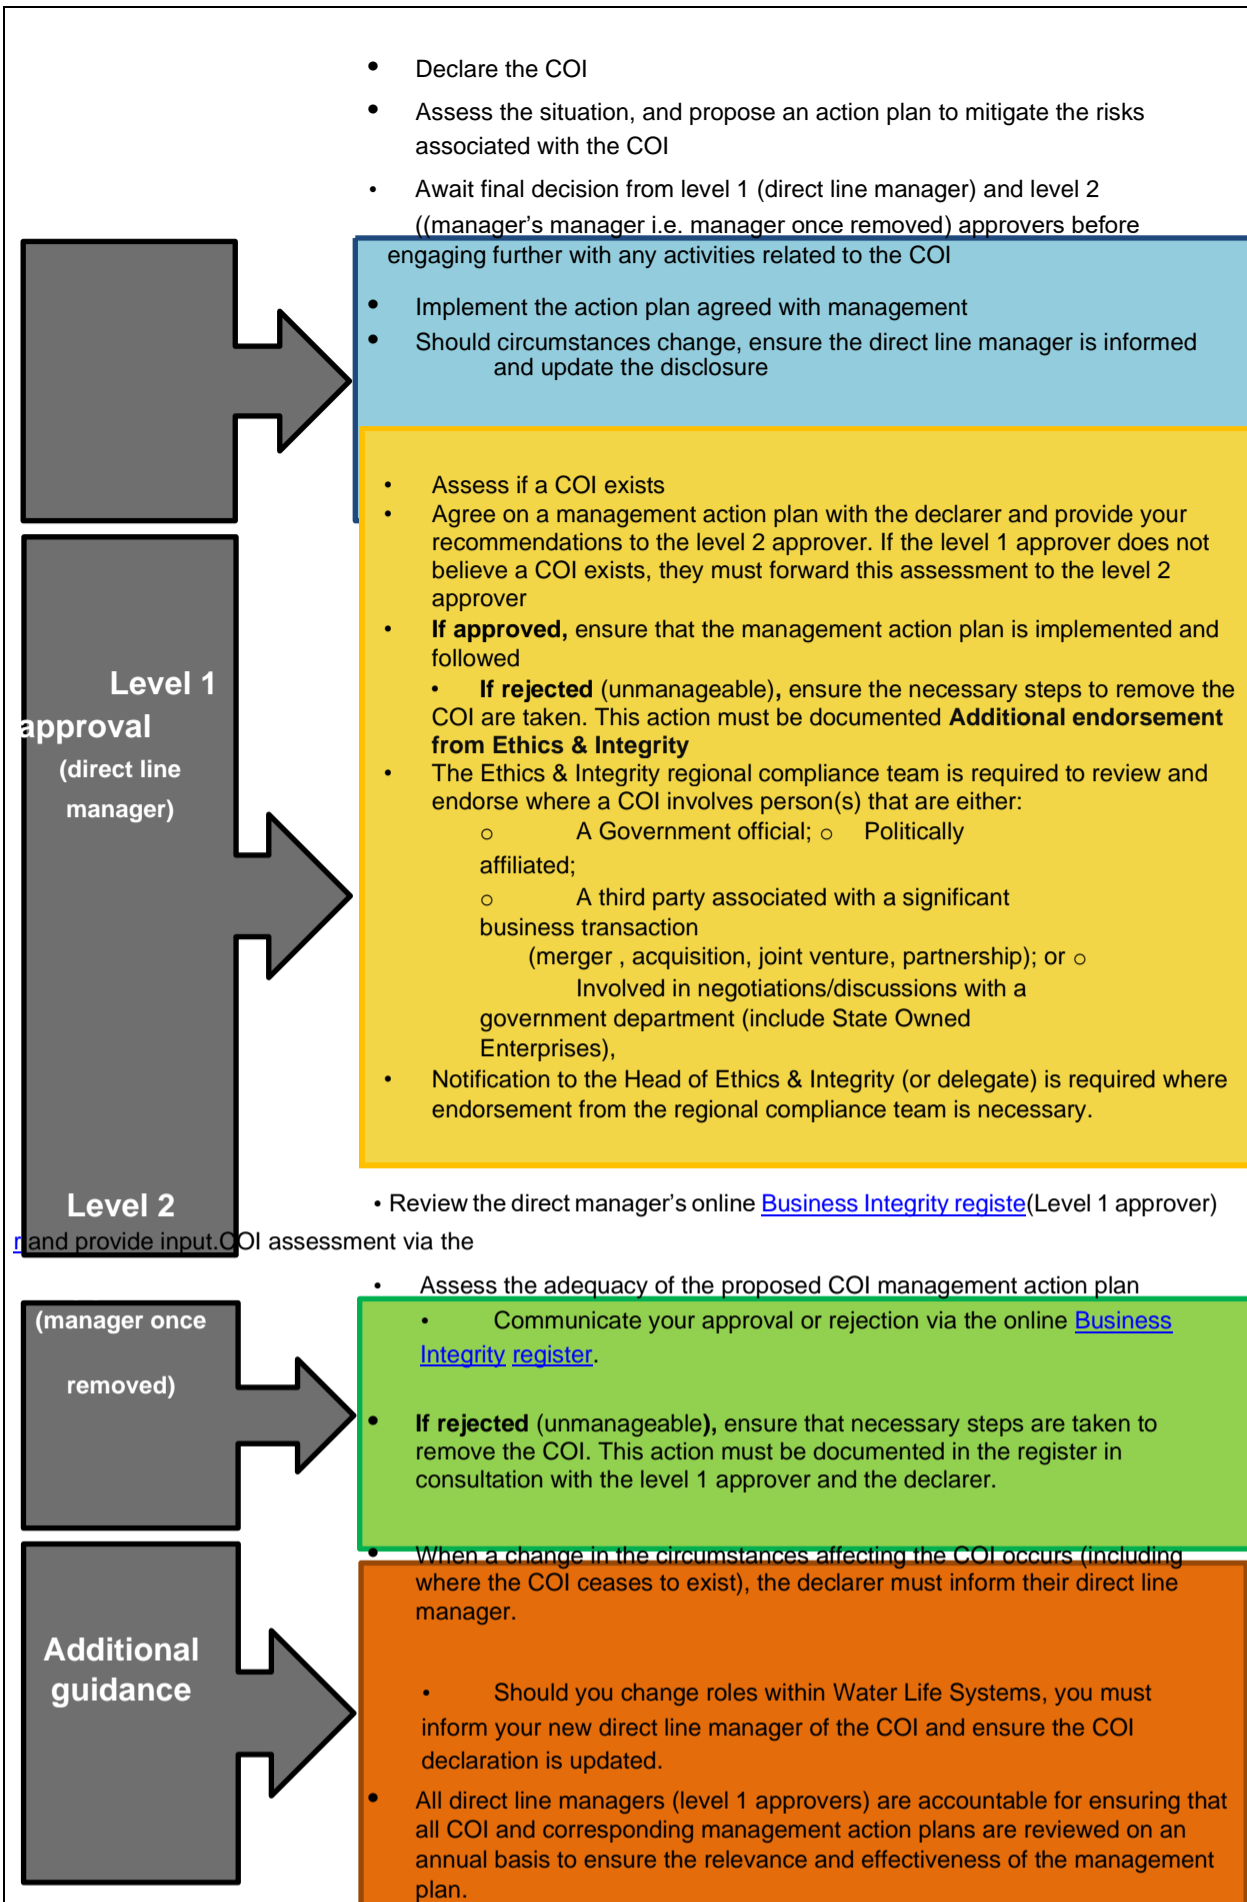 • Declare the COI
• Assess the situation, and propose an action plan to mitigate the risks
associated with the COI
• Await final decision from level 1 (direct line manager) and level 2
((manager's manager i.e. manager once removed) approvers before
engaging further with any activities related to the COI
• Implement the action plan agreed with management
• Should circumstances change, ensure the direct line manager is informed
and update the disclosure
Level 1
approval
(direct line
manager)
• Assess if a COI exists
• Agree on a management action plan with the declarer and provide your
recommendations to the level 2 approver. If the level 1 approver does not
believe a COI exists, they must forward this assessment to the level 2
approver
• If approved, ensure that the management action plan is implemented and
followed
• If rejected (unmanageable), ensure the necessary steps to remove the
COI are taken. This action must be documented Additional endorsement
from Ethics & Integrity
• The Ethics & Integrity regional compliance team is required to review and
endorse where a COI involves person(s) that are either:
o A Government official; o Politically
affiliated;
o A third party associated with a significant
business transaction
(merger , acquisition, joint venture, partnership); or o
Involved in negotiations/discussions with a
government department (include State Owned
Enterprises),
• Notification to the Head of Ethics & Integrity (or delegate) is required where
endorsement from the regional compliance team is necessary.
Level 2
• Review the direct manager's online Business Integrity registe(Level 1 approver)
r and provide input.COI assessment via the
• Assess the adequacy of the proposed COI management action plan
(manager once
removed)
• Communicate your approval or rejection via the online Business
Integrity register.
• If rejected (unmanageable), ensure that necessary steps are taken to
remove the COI. This action must be documented in the register in
consultation with the level 1 approver and the declarer.
• When a change in the circumstances affecting the COI occurs (including
where the COI ceases to exist), the declarer must inform their direct line
manager.
Additional
guidance
• Should you change roles within Water Life Systems, you must
inform your new direct line manager of the COI and ensure the COI
declaration is updated.
• All direct line managers (level 1 approvers) are accountable for ensuring that
all COI and corresponding management action plans are reviewed on an
annual basis to ensure the relevance and effectiveness of the management
plan.